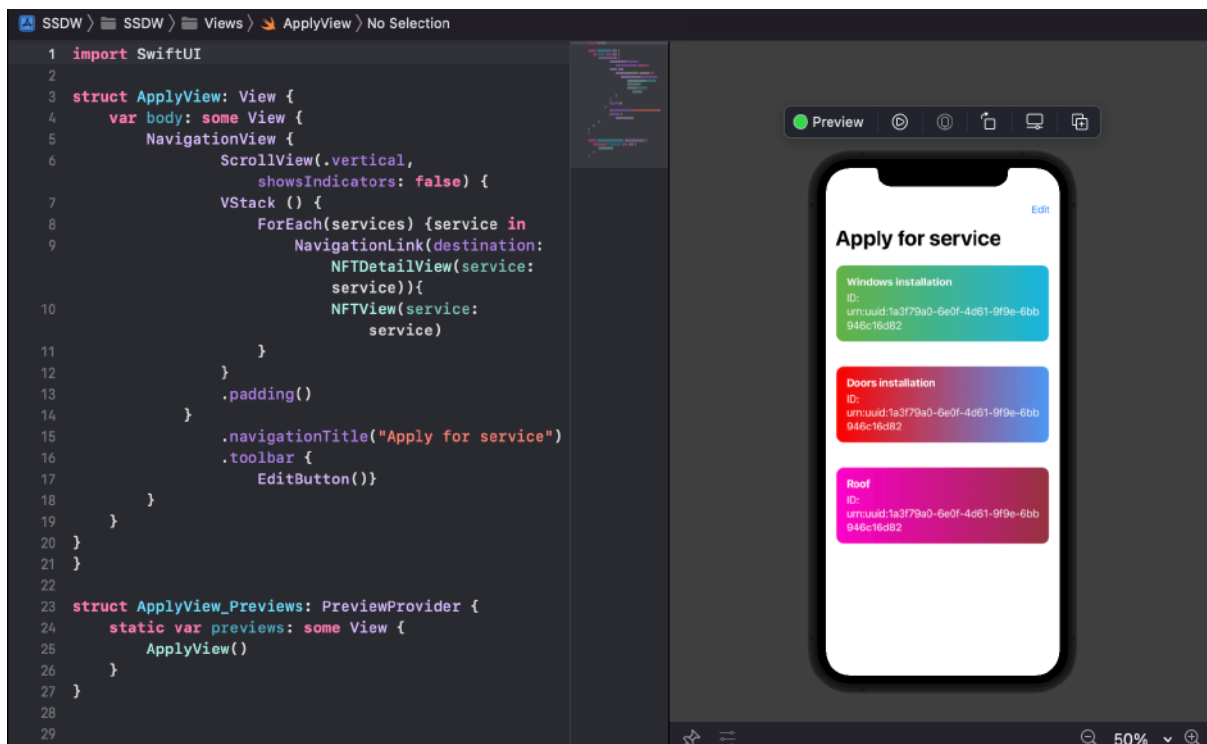 SSDW 〉 SSDW 〉 Views 〉 ApplyView 〉 No Selection
1 import SwiftUI
2
3 struct ApplyView: View {
4 var body: some View {
5 NavigationView {
6 ScrollView(.vertical,
showsIndicators: false) {
7 VStack () {
8 ForEach(services) {service in
9 NavigationLink(destination:
NFTDetailView(service:
service)){
10 NFTView(service:
service)
11 }
12 }
13 .padding()
14 }
15 .navigationTitle("Apply for service")
16 .toolbar {
17 EditButton()}
18 }
19 }
20 }
21 }
22
23 struct ApplyView_Previews: PreviewProvider {
24 static var previews: some View {
25 ApplyView()
26 }
27 }
28
29
Preview
Edit
Apply for service
Windows installation
ID:
urn:uuid:1a3f79a0-6e0f-4d61-9f9e-6bb
946c16d82
Doors installation
ID:
urn:uuid:1a3f79a0-6e0f-4d61-9f9e-6bb
946c16d82
Roof
ID:
urn:uuid:1a3f79a0-6e0f-4d61-9f9e-6bb
946c16d82
50%